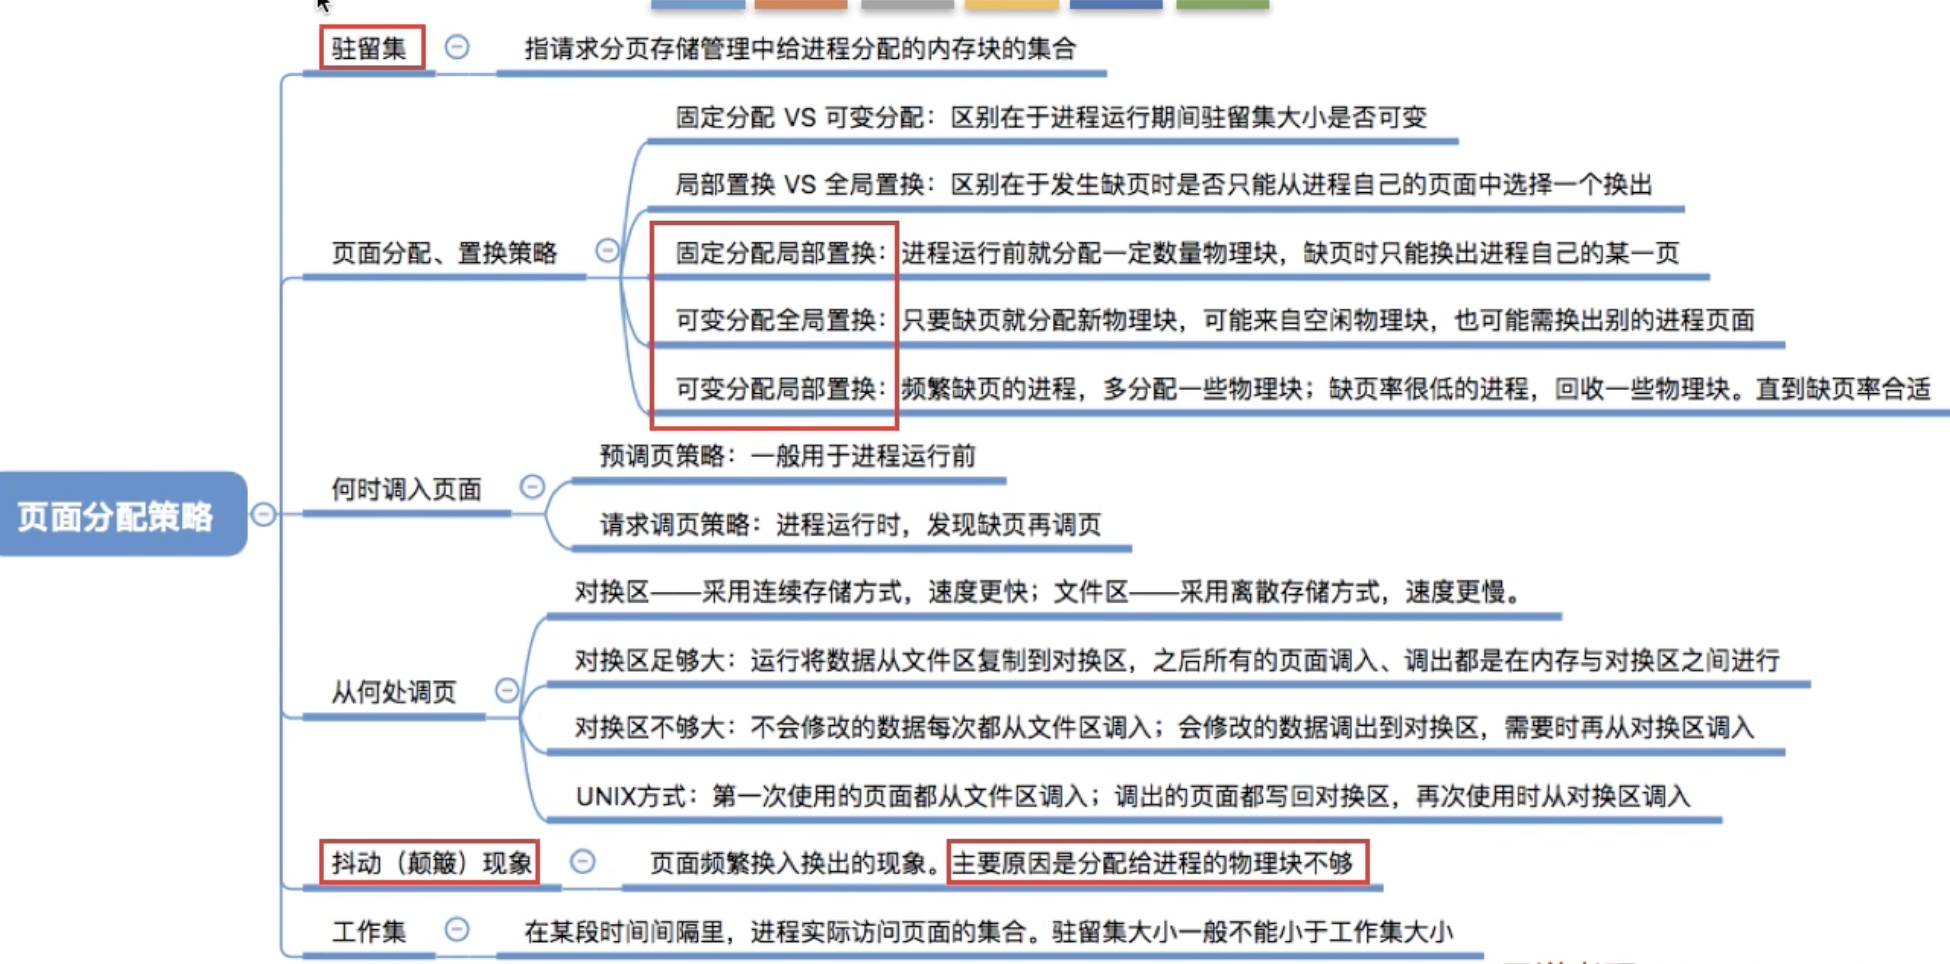 驻留集
指请求分页存储管理中给进程分配的内存块的集合
固定分配 VS 可变分配：区别在于进程运行期间驻留集大小是否可变
局部置换 VS 全局置换：区别在于发生缺页时是否只能从进程自己的页面中选择一个换出
页面分配、置换策略
固定分配局部置换：进程运行前就分配一定数量物理块，缺页时只能换出进程自己的某一页
可变分配全局置换：只要缺页就分配新物理块，可能来自空闲物理块，也可能需换出别的进程页面
可变分配局部置换：频繁缺页的进程，多分配一些物理块；缺页率很低的进程，回收一些物理块。直到缺页率合适
页面分配策略
何时调入页面
预调页策略：一般用于进程运行前
请求调页策略：进程运行时，发现缺页再调页
从何处调页
对换区——采用连续存储方式，速度更快；文件区——采用离散存储方式，速度更慢。
对换区足够大：运行将数据从文件区复制到对换区，之后所有的页面调入、调出都是在内存与对换区之间进行
对换区不够大：不会修改的数据每次都从文件区调入；会修改的数据调出到对换区，需要时再从对换区调入
UNIX方式：第一次使用的页面都从文件区调入；调出的页面都写回对换区，再次使用时从对换区调入
抖动（颠簸）现象
页面频繁换入换出的现象。主要原因是分配给进程的物理块不够
工作集
在某段时间间隔里，进程实际访问页面的集合。驻留集大小一般不能小于工作集大小